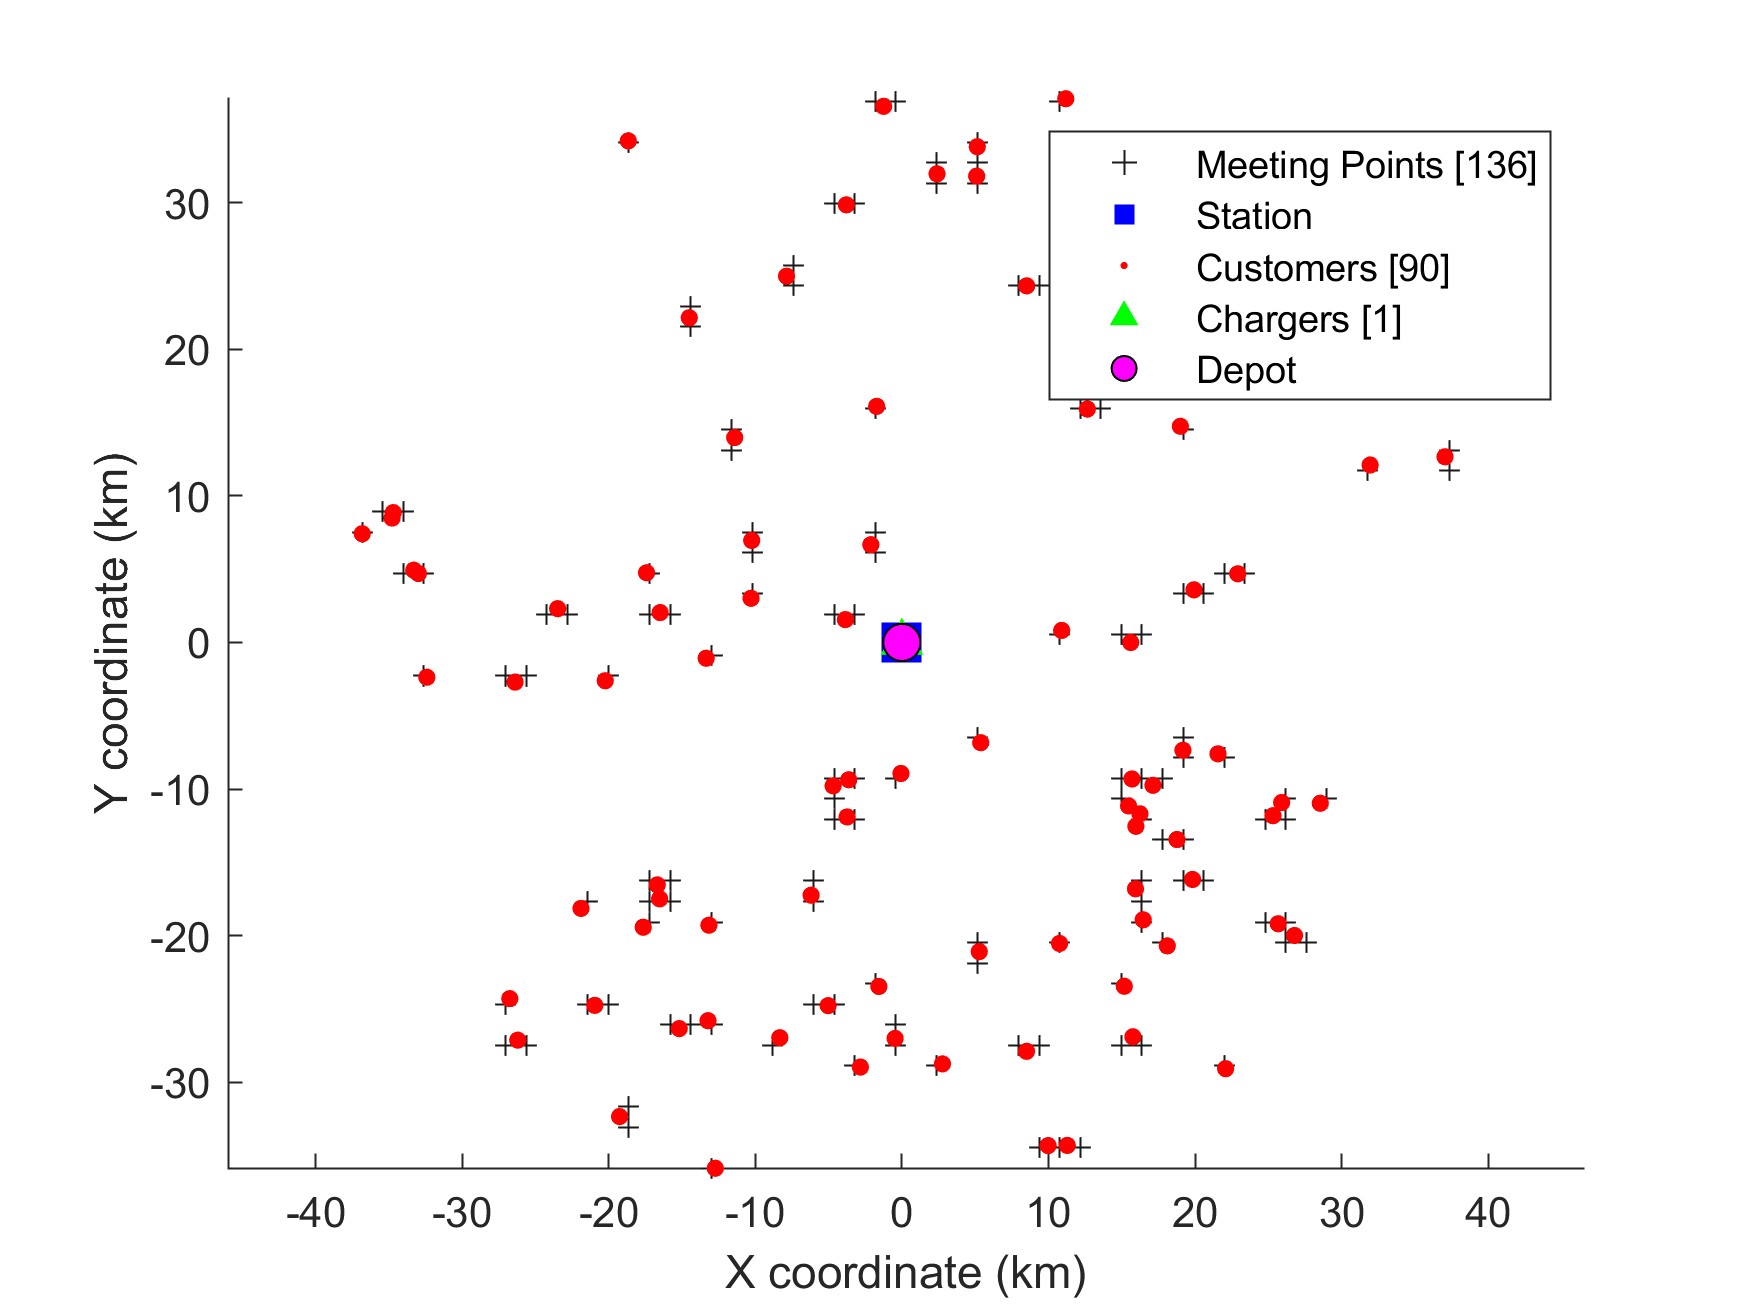 Meeting Points [136]
Station
Customers [90]
Chargers [1]
Depot
30
20
10
0
-10
-20
-30
Y coordinate (km)
-40 -30 -20 -10 0 10 20 30 40
X coordinate (km)